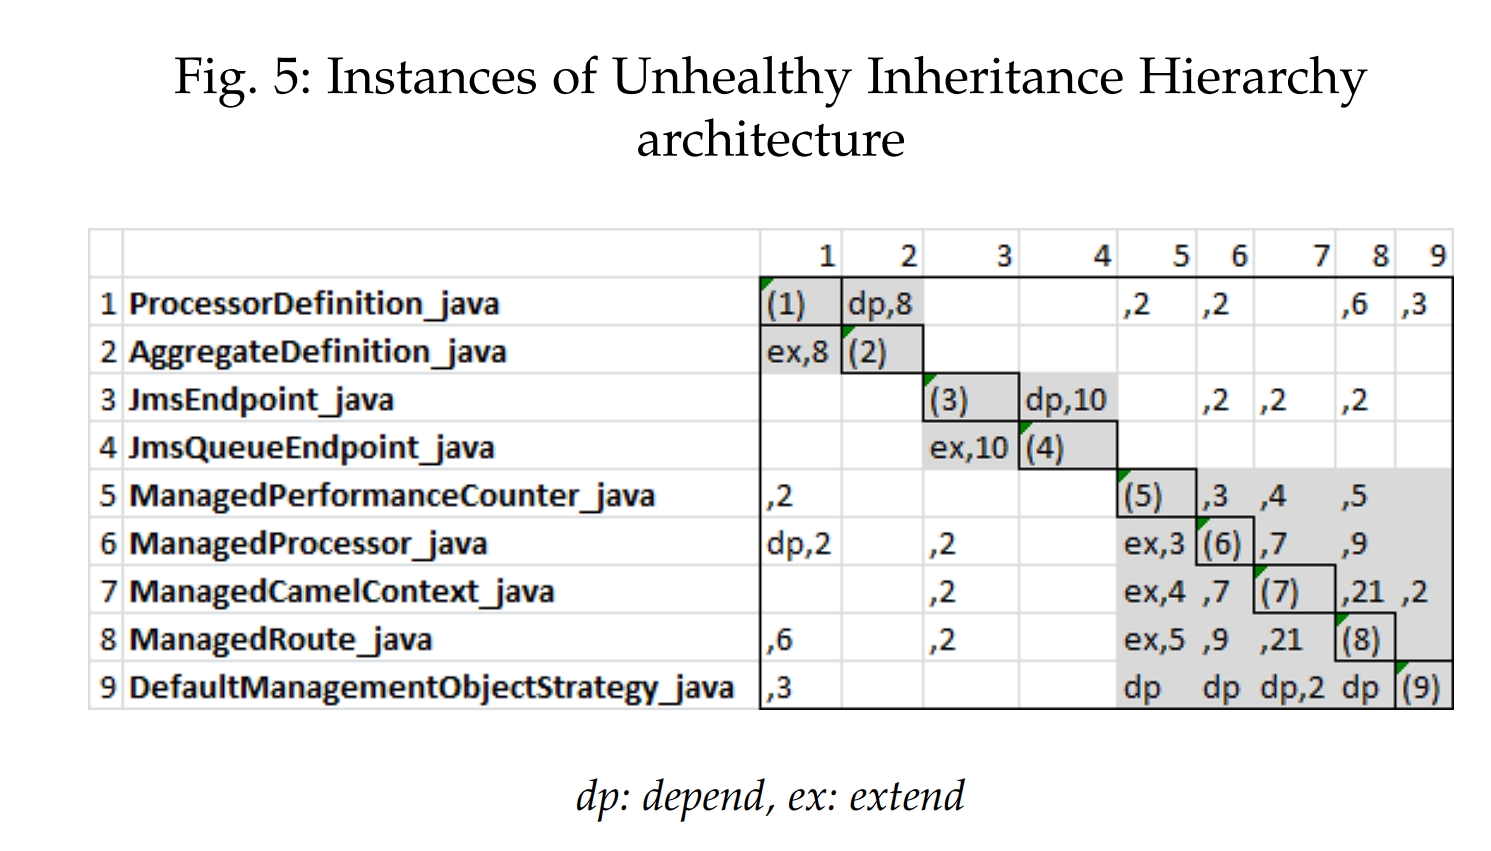 Fig. 5: Instances of Unhealthy Inheritance Hierarchy
architecture
1 2 3 4 5 6 7 8 9
1 ProcessorDefinition_java (1) dp,8 ,2 ,2 ,6 ,3
2 AggregateDefinition_java ex,8 (2)
3 JmsEndpoint_java (3) dp,10 ,2 ,2 ,2
4 JmsQueueEndpoint_java ex,10 (4)
5 ManagedPerformanceCounter_java ,2 (5) ,3 ,4 ,5
6 ManagedProcessor_java dp,2 ,2 ex,3 (6) ,7 ,9
7 ManagedCamelContext_java ,2 ex,4 ,7 (7) ,21 ,2
8 ManagedRoute_java ,6 ,2 ex,5 ,9 ,21 (8)
9 DefaultManagementObjectStrategy_java ,3 dp dp dp,2 dp (9)
dp: depend, ex: extend